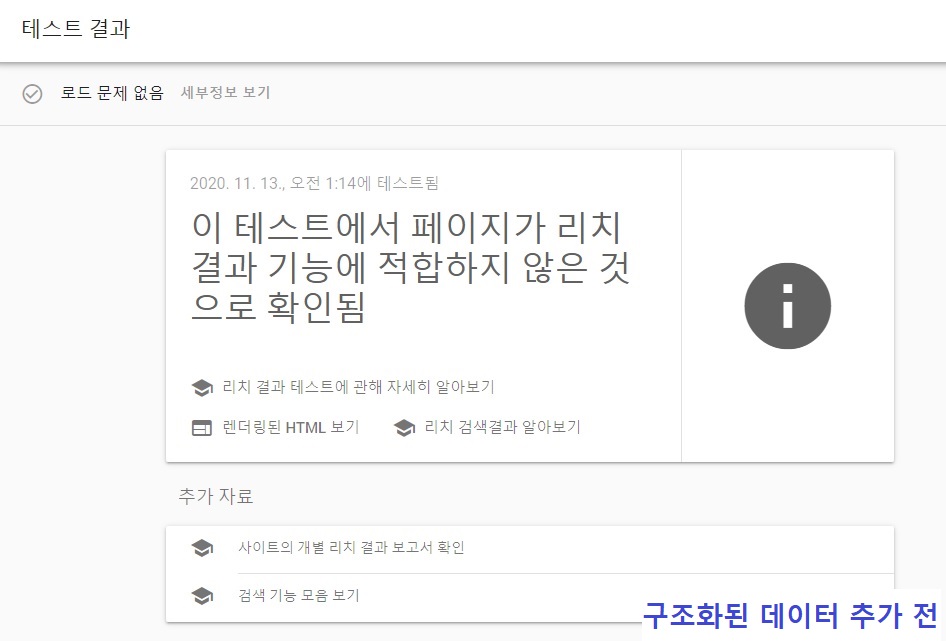 테스트 결과
로드 문제 없음 세부정보 보기
2020. 11. 13., 오전 1:14에 테스트됨
이 테스트에서 페이지가 리치
결과 기능에 적합하지 않은 것
으로 확인됨
리치 결과 테스트에 관해 자세히 알아보기
렌더링된 HTML 보기 리치 검색결과 알아보기
추가 자료
사이트의 개별 리치 결과 보고서 확인
검색 기능 모음 보기
구조화된 데이터 추가 전